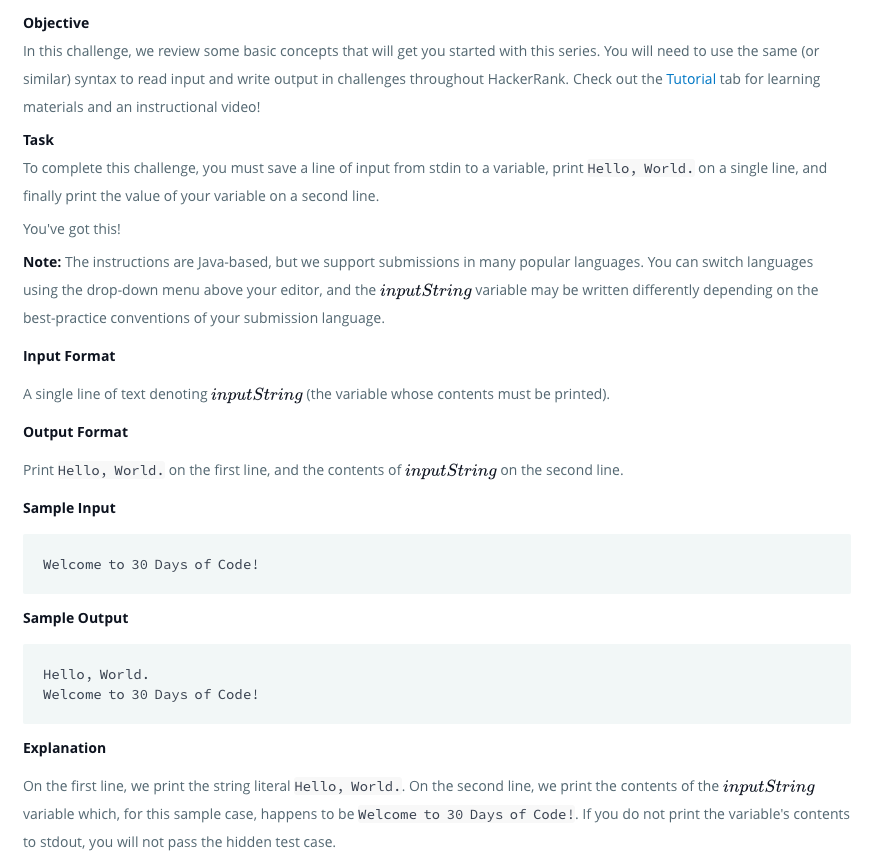 Objective
In this challenge, we review some basic concepts that will get you started with this series. You will need to use the same (or
similar) syntax to read input and write output in challenges throughout HackerRank. Check out the Tutorial tab for learning
materials and an instructional video!
Task
To complete this challenge, you must save a line of input from stdin to a variable, print Hello, World. on a single line, and
finally print the value of your variable on a second line.
You've got this!
Note: The instructions are Java-based, but we support submissions in many popular languages. You can switch languages
using the drop-down menu above your editor, and the inputString variable may be written differently depending on the
best-practice conventions of your submission language.
Input Format
A single line of text denoting inputString (the variable whose contents must be printed).
Output Format
Print Hello, World. on the first line, and the contents of inputString on the second line.
Sample Input
Welcome to 30 Days of Code!
Sample Output
Hello, World.
Welcome to 30 Days of Code!
Explanation
On the first line, we print the string literal Hello, World.. On the second line, we print the contents of the inputString
variable which, for this sample case, happens to be Welcome to 30 Days of Code!. If you do not print the variable's contents
to stdout, you will not pass the hidden test case.